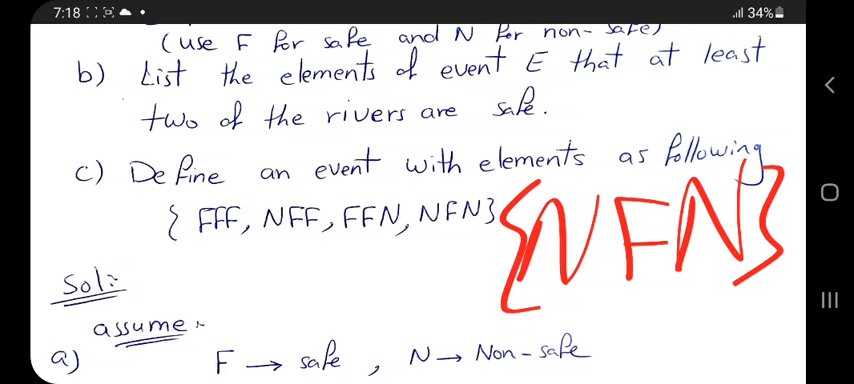 7:18 34%
(use F for safe and N for non-safe)
b) List the elements of event E that at least
two of the rivers are safe.
c) Define an event with elements as following
{ FFF, NFF, FFN, NFN}
{NFN}
Sol:
assume:
a) F → safe, N → Non-safe